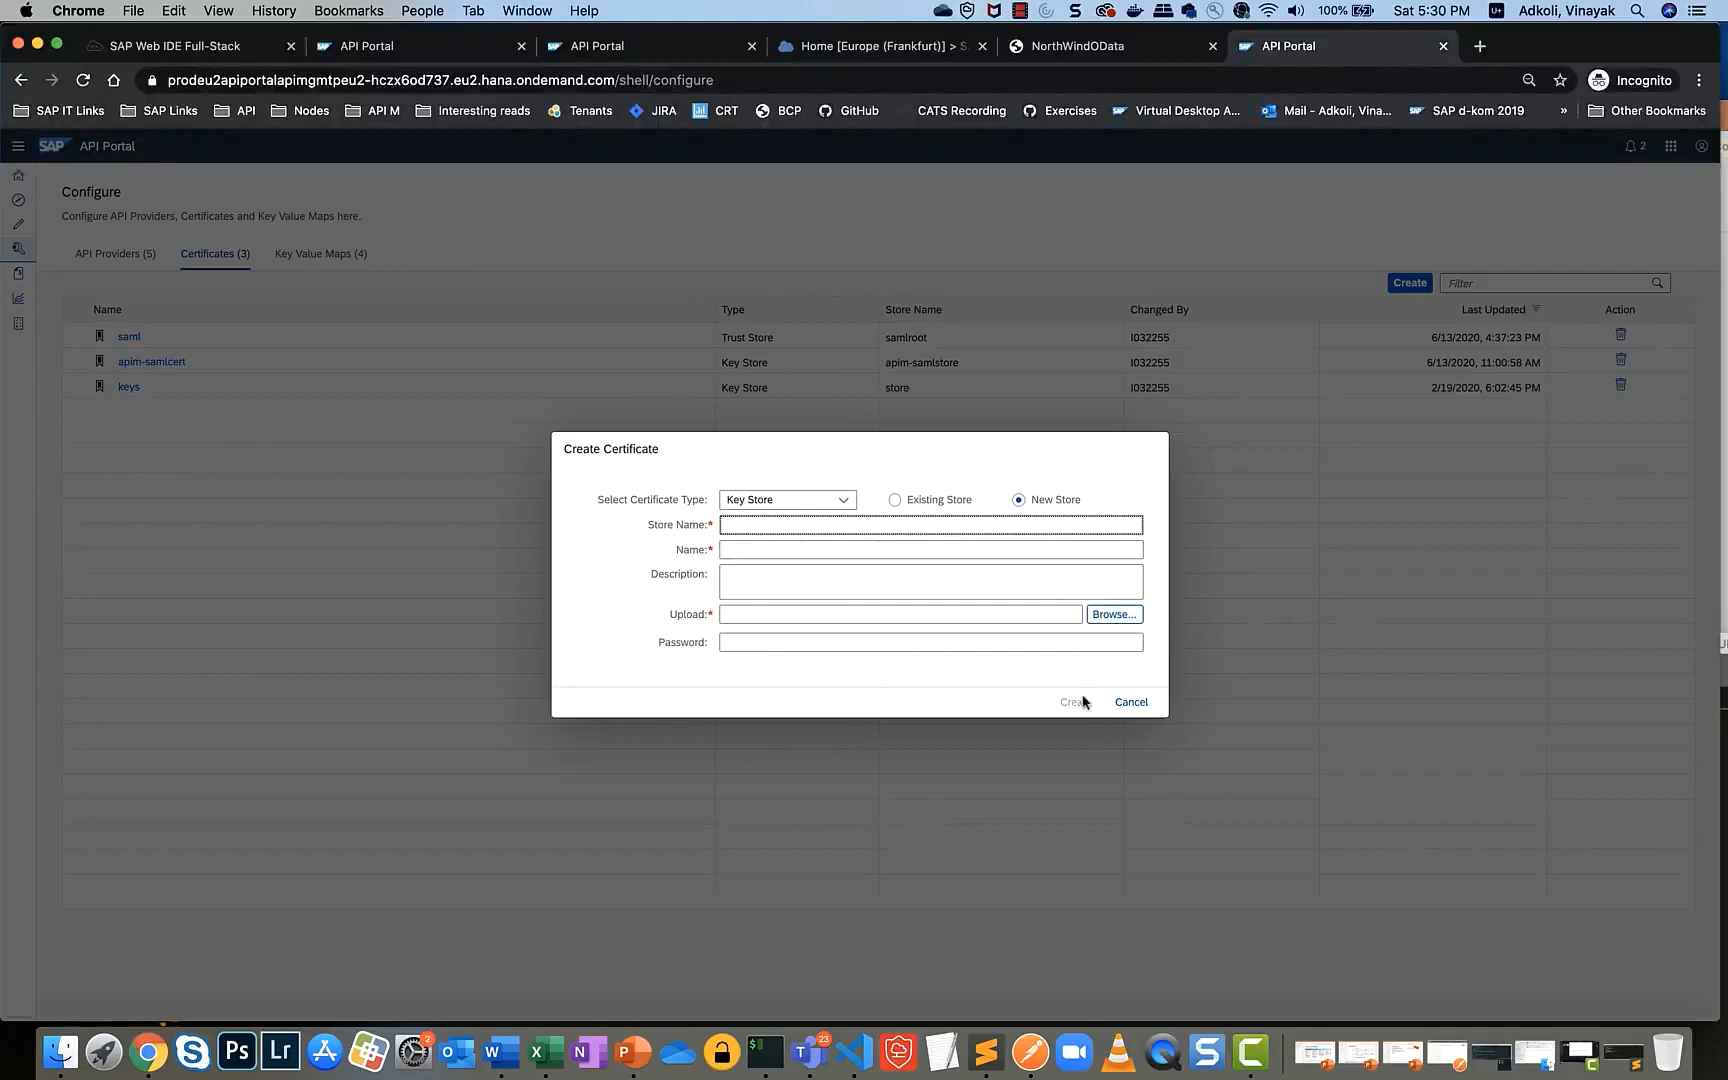 Chrome File Edit View History Bookmarks People Tab Window Help 100% Sat 5:30 PM U+ Adkoli, Vinayak
SAP Web IDE Full-Stack API Portal API Portal Home [Europe (Frankfurt)] > S NorthWindOData API Portal
prodeu2apiportalapimgmtpeu2-hczx6od737.eu2.hana.ondemand.com/shell/configure Incognito
SAP IT Links SAP Links API Nodes API M Interesting reads Tenants JIRA CRT BCP GitHub CATS Recording Exercises Virtual Desktop A... Mail - Adkoli, Vina... SAP d-kom 2019 » Other Bookmarks
SAP API Portal 2
Configure
Configure API Providers, Certificates and Key Value Maps here.
API Providers (5) Certificates (3) Key Value Maps (4)
Create Filter
Name Type Store Name Changed By Last Updated Action
saml Trust Store samlroot I032255 6/13/2020, 4:37:23 PM
apim-samlcert Key Store apim-samlstore I032255 6/13/2020, 11:00:58 AM
keys Key Store store I032255 2/19/2020, 6:02:45 PM
Create Certificate
Select Certificate Type: Key Store Existing Store New Store
Store Name:*
Name:*
Description:
Upload:* Browse...
Password:
Cancel
Ps Lr 2 W X N P $ 23 T S C